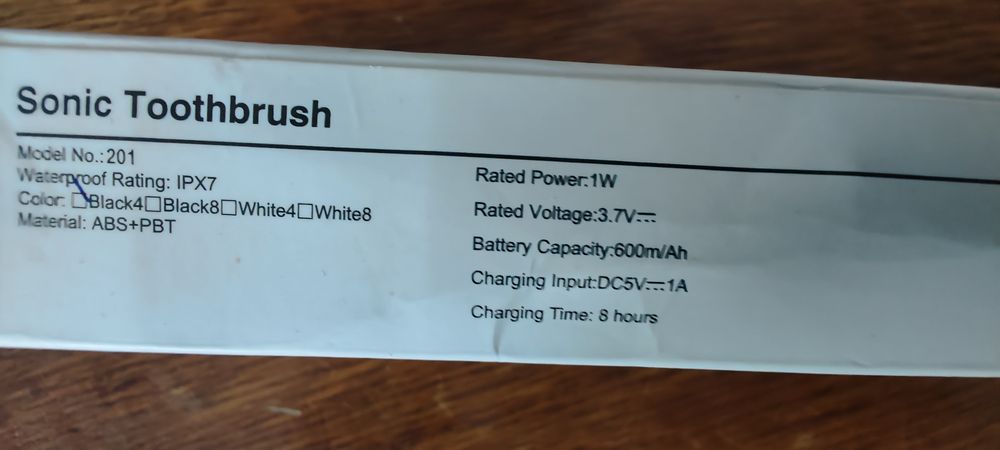 Sonic Toothbrush
Model No.:201
Waterproof Rating: IPX7
Color: □Black4□Black8□White4□White8
Material: ABS+PBT
Rated Power:1W
Rated Voltage:3.7V⎓
Battery Capacity:600m/Ah
Charging Input:DC5V⎓1A
Charging Time: 8 hours